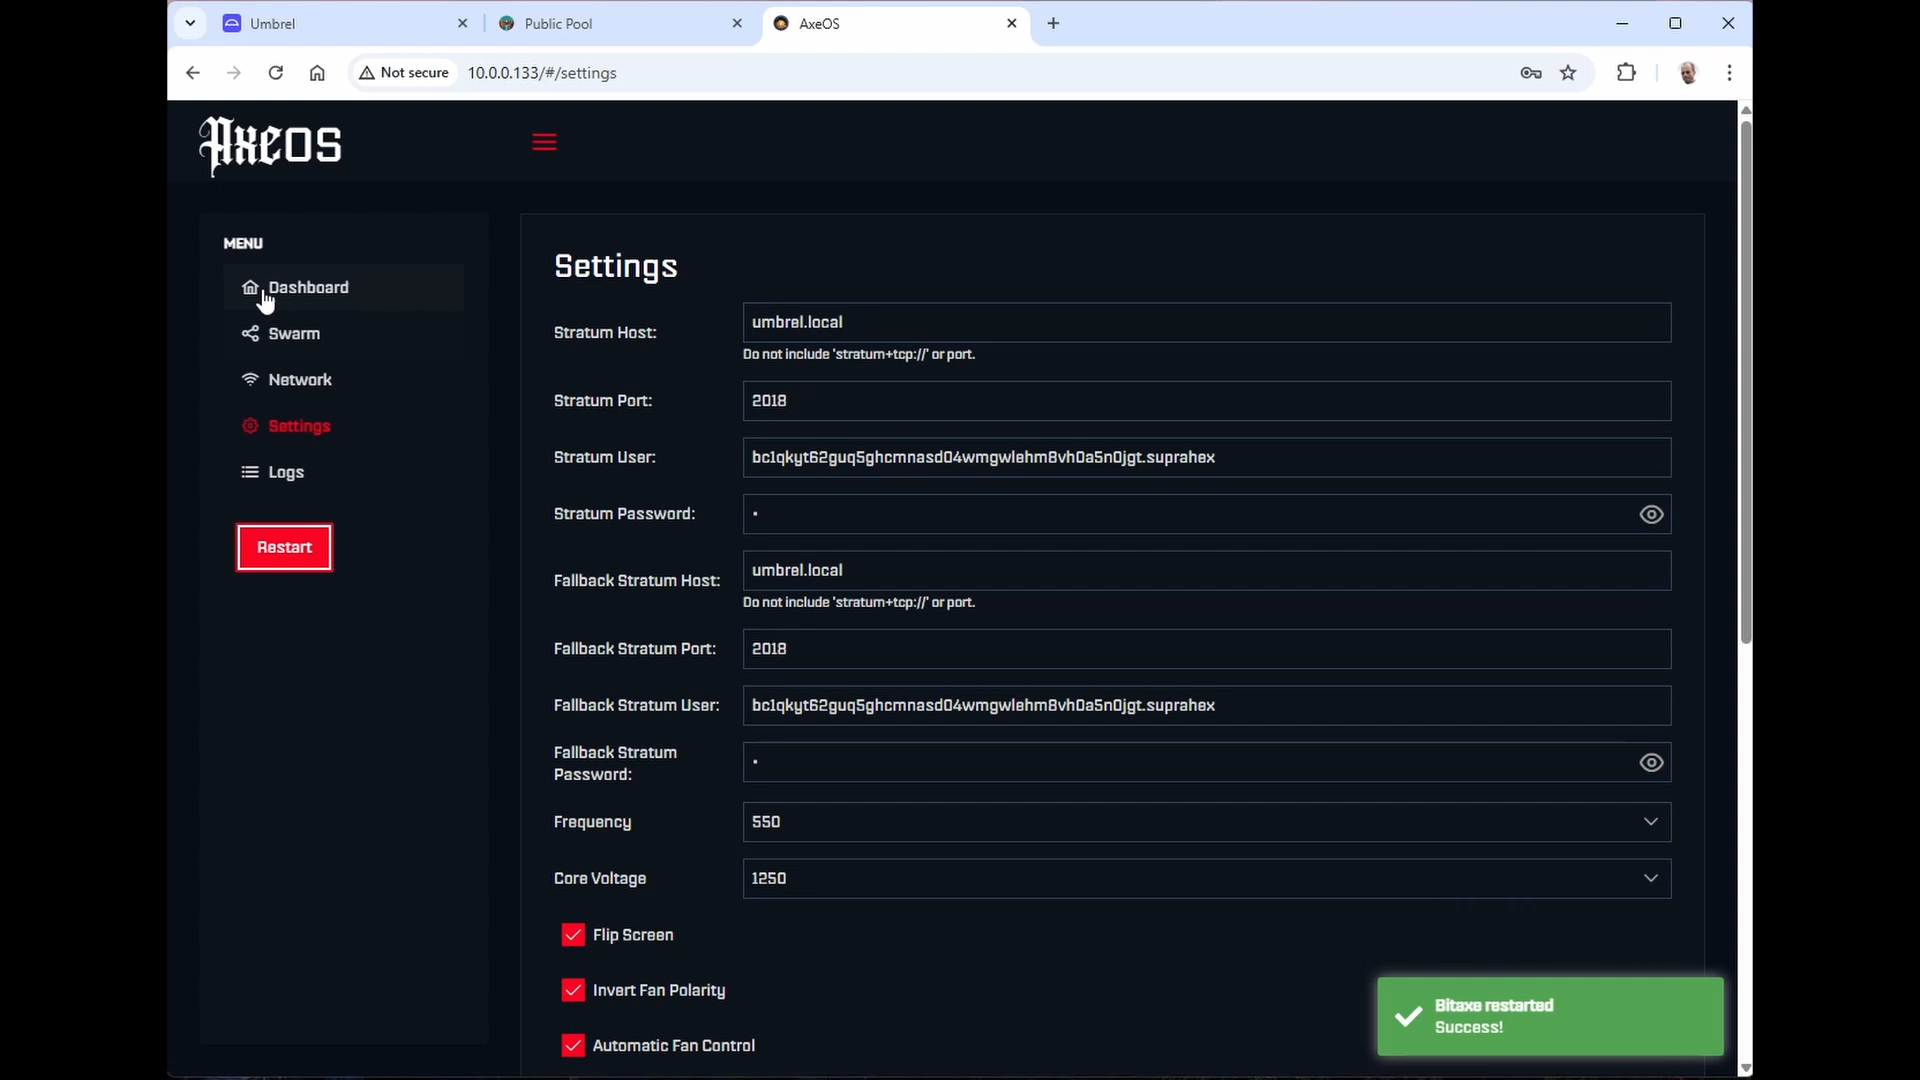 Umbrel
Public Pool
AxeOS
Not secure
10.0.0.133/#/settings
AxeOS
MENU
Dashboard
Swarm
Network
Settings
Logs
Restart
Settings
Stratum Host:
umbrel.local
Do not include 'stratum+tcp://' or port.
Stratum Port:
2018
Stratum User:
bc1qkyt62guq5ghcmnasd04wmgwlehm8vh0a5n0jgt.suprahex
Stratum Password:
Fallback Stratum Host:
umbrel.local
Do not include 'stratum+tcp://' or port.
Fallback Stratum Port:
2018
Fallback Stratum User:
bc1qkyt62guq5ghcmnasd04wmgwlehm8vh0a5n0jgt.suprahex
Fallback Stratum
Password:
Frequency
550
Core Voltage
1250
Flip Screen
Invert Fan Polarity
Automatic Fan Control
Bitaxe restarted
Success!